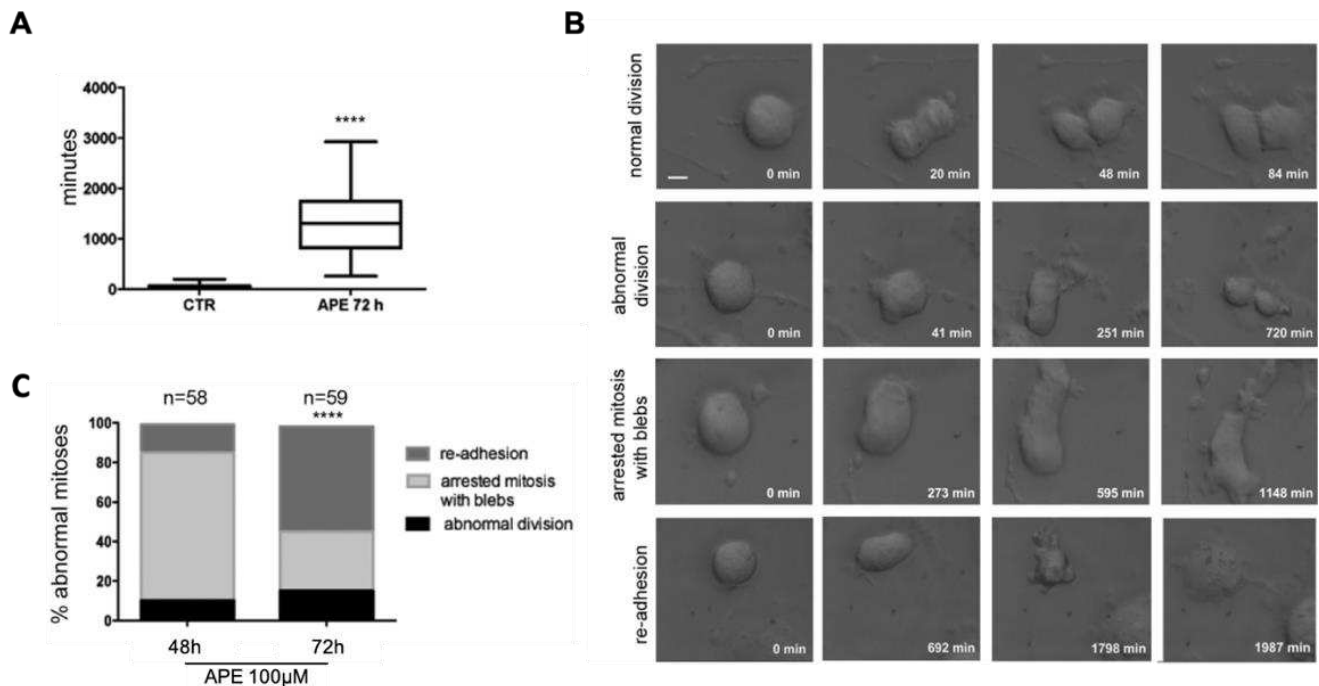 A
minutes
4000
3000
2000
1000
0
****
CTR
APE 72 h
B
normal division
0 min
20 min
48 min
84 min
abnormal
division
0 min
41 min
251 min
720 min
arrested mitosis
with blebs
0 min
273 min
595 min
1148 min
re-adhesion
0 min
692 min
1798 min
1987 min
C
n=58
n=59
****
% abnormal mitoses
100
80
60
40
20
0
48h
72h
APE 100µM
re-adhesion
arrested mitosis
with blebs
abnormal division